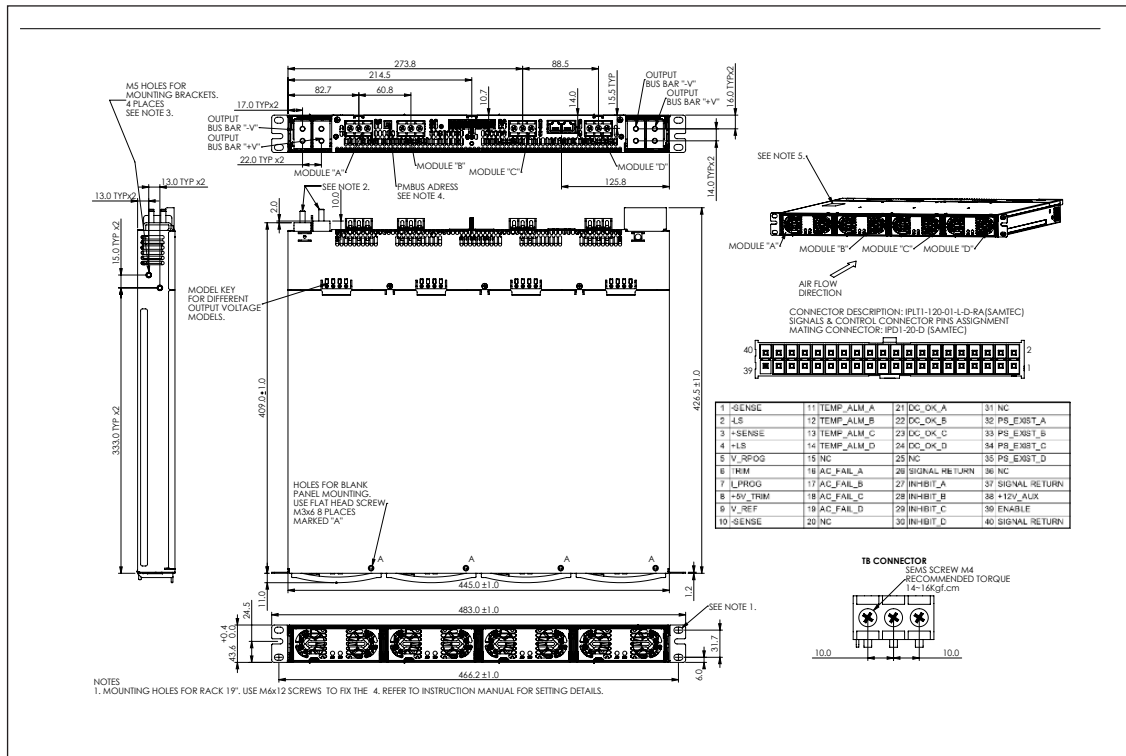 273.8
88.5
214.5
82.7
60.8
10.7
14.0
15.5 TYP
16.0 TYPx2
M5 HOLES FOR
MOUNTING BRACKETS.
4 PLACES
SEE NOTE 3.
17.0 TYPx2
OUTPUT
BUS BAR "-V"
OUTPUT
BUS BAR "+V"
OUTPUT
BUS BAR "-V"
OUTPUT
BUS BAR "+V"
22.0 TYP x2
MODULE "A"
MODULE "B"
MODULE "C"
MODULE "D"
PMBUS ADRESS
SEE NOTE 4.
125.8
14.0 TYPx2
13.0 TYP x2
13.0 TYPx2
15.0 TYP x2
333.0 TYP x2
2.0
SEE NOTE 2.
10.0
MODEL KEY
FOR DIFFERENT
OUTPUT VOLTAGE
MODELS.
409.0±1.0
426.5±1.0
HOLES FOR BLANK
PANEL MOUNTING.
USE FLAT HEAD SCREW
M3x6 8 PLACES
MARKED "A"
A
A
A
A
11.0
445.0±1.0
1.2
SEE NOTE 5.
MODULE "A"
MODULE "B"
MODULE "C"
MODULE "D"
AIR FLOW
DIRECTION
CONNECTOR DESCRIPTION: IPLT1-120-01-L-D-RA(SAMTEC)
SIGNALS & CONTROL CONNECTOR PINS ASSIGNMENT
MATING CONNECTOR: IPD1-20-D (SAMTEC)
40
2
39
1
1 -SENSE 11 TEMP_ALM_A 21 DC_OK_A 31 NC
2 -LS 12 TEMP_ALM_B 22 DC_OK_B 32 PS_EXIST_A
3 +SENSE 13 TEMP_ALM_C 23 DC_OK_C 33 PS_EXIST_B
4 +LS 14 TEMP_ALM_D 24 DC_OK_D 34 PS_EXIST_C
5 V_RPOG 15 NC 25 NC 35 PS_EXIST_D
6 TRIM 16 AC_FAIL_A 26 SIGNAL RETURN 36 NC
7 I_PROG 17 AC_FAIL_B 27 INHIBIT_A 37 SIGNAL RETURN
8 +5V_TRIM 18 AC_FAIL_C 28 INHIBIT_B 38 +12V_AUX
9 V_REF 19 AC_FAIL_D 29 INHIBIT_C 39 ENABLE
10 -SENSE 20 NC 30 INHIBIT_D 40 SIGNAL RETURN
TB CONNECTOR
SEMS SCREW M4
RECOMMENDED TORQUE
14~16Kgf.cm
10.0
10.0
483.0±1.0
SEE NOTE 1.
24.5
+0.4
43.6 0.0
31.7
6.0
466.2±1.0
NOTES
1. MOUNTING HOLES FOR RACK 19". USE M6x12 SCREWS TO FIX THE 4. REFER TO INSTRUCTION MANUAL FOR SETTING DETAILS.